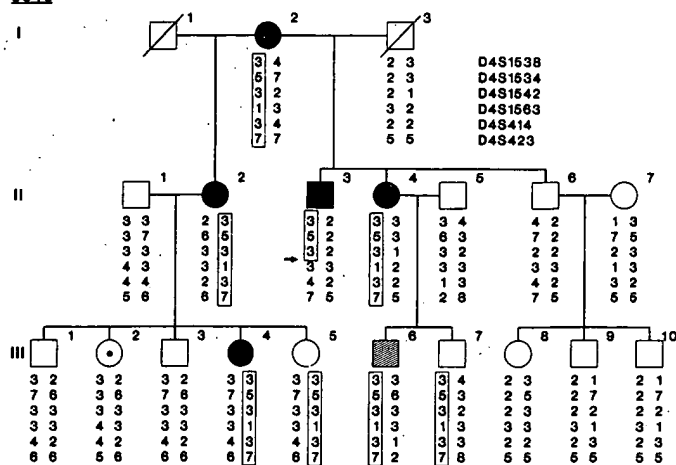 1 2 3
I
3 4 2 3 D4S1538
5 7 2 3 D4S1534
3 2 2 1 D4S1542
1 3 3 2 D4S1563
3 4 2 2 D4S414
7 7 5 5 D4S423
1 2 3 4 5 6 7
II
3 3 2 3 3 2 3 3 3 4 4 2 1 3
3 7 6 5 5 2 5 3 6 3 7 2 7 5
3 3 3 3 3 2 3 1 3 2 2 2 2 2
4 3 3 1 3 3 1 2 3 3 3 3 1 3
4 4 2 3 4 2 3 2 1 3 4 2 3 2
5 6 6 7 7 5 7 5 2 8 7 5 5 5
1 2 3 4 5 6 7 8 9 10
III
3 2 3 2 3 2 3 3 3 3 3 3 3 4 2 3 2 1 2 1
7 6 3 6 7 6 7 5 7 5 5 6 5 3 2 5 2 7 2 7
3 3 3 3 3 3 3 3 3 3 3 3 3 2 2 2 2 2 2 2
3 3 4 3 3 3 3 1 3 1 1 3 1 3 3 3 3 1 3 1
4 2 4 2 4 2 4 3 4 3 3 1 3 3 2 2 2 3 2 3
6 6 5 6 6 6 6 7 6 7 7 2 7 8 5 5 5 5 5 5